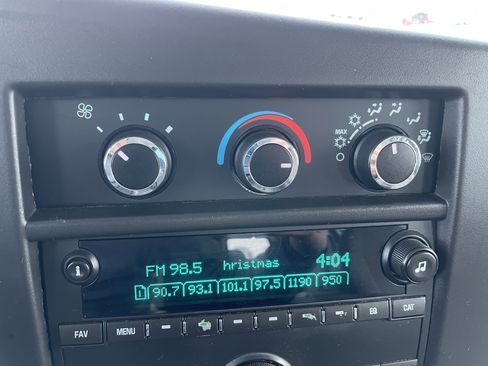 MAX
FM 98.5 hristmas 4:04
1 90.7 93.1 101.1 97.5 1190 950
i
FAV MENU EQ CAT